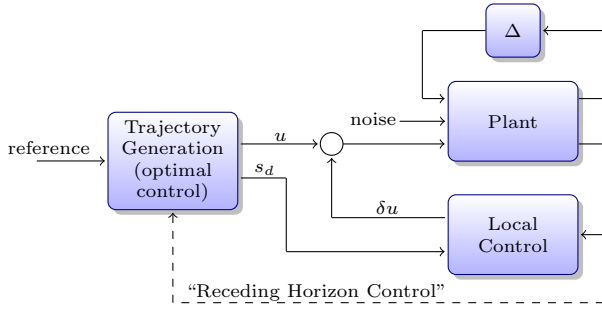 Δ
noise
Plant
reference
Trajectory
Generation
(optimal
control)
u
s_d
δu
Local
Control
“Receding Horizon Control”